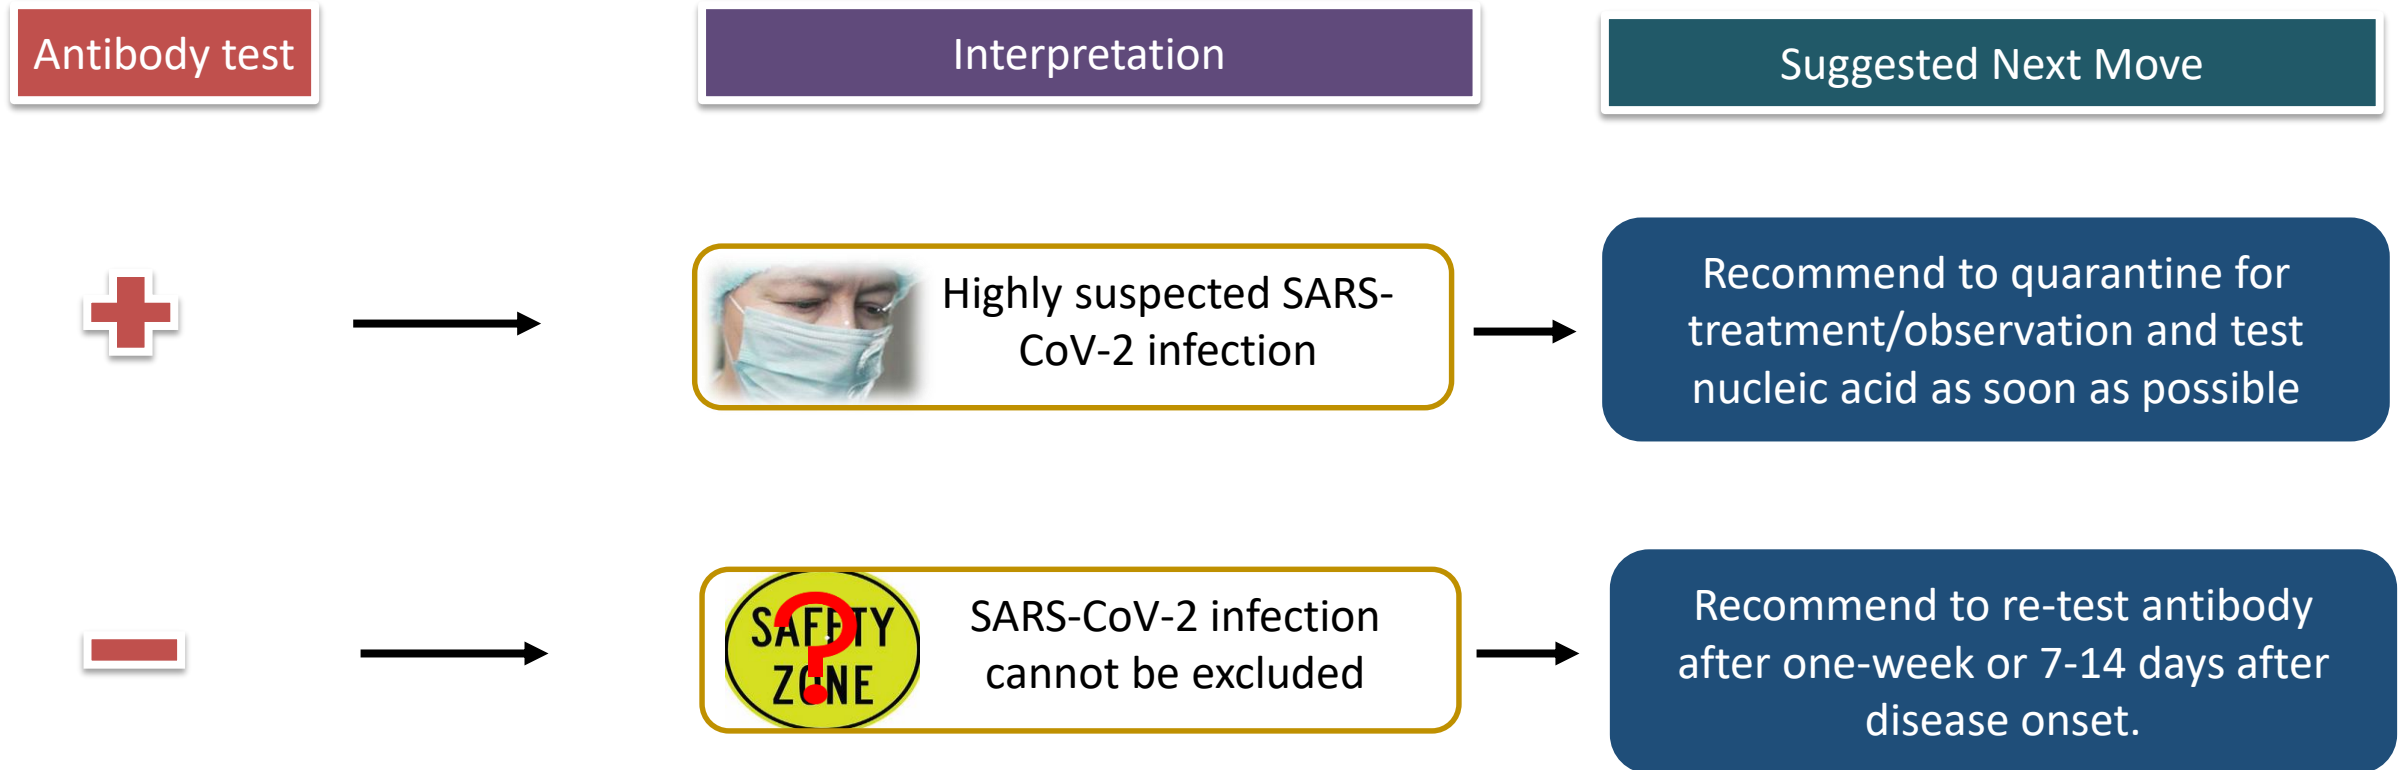 Antibody test
Interpretation
Suggested Next Move
Highly suspected SARS-
CoV-2 infection
Recommend to quarantine for
treatment/observation and test
nucleic acid as soon as possible
SAFETY
ZONE
?
SARS-CoV-2 infection
cannot be excluded
Recommend to re-test antibody
after one-week or 7-14 days after
disease onset.